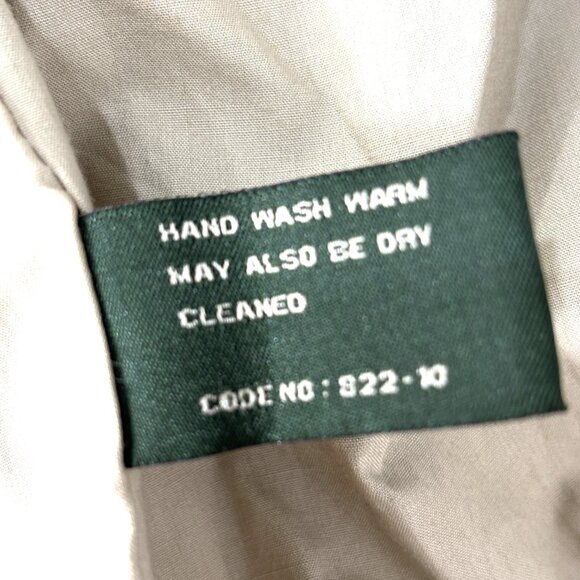 HAND WASH WARM
MAY ALSO BE DRY
CLEANED
CODE NO : 822-10